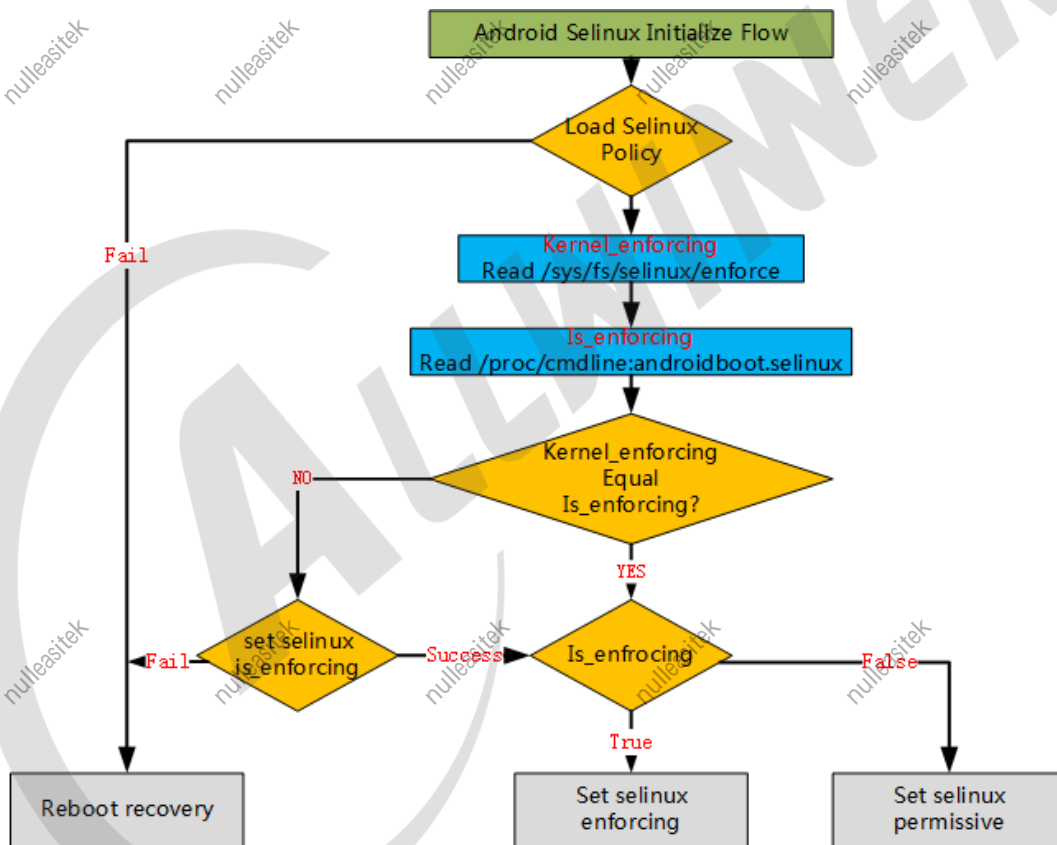 Android Selinux Initialize Flow
nulleasitek
nulleasitek
nulleasitek
nulleasitek
nulleasitek
ALLWINNE
Load Selinux
Policy
Fail
Kernel_enforcing
Read /sys/fs/selinux/enforce
Is_enforcing
Read /proc/cmdline:androidboot.selinux
Kernel_enforcing
Equal
Is_enforcing?
NO
YES
nulleasitek
nulleasitek
nulleasitek
nulleasitek
nulleasitek
Fail
set selinux
is_enforcing
Success
Is_enfrocing
False
True
Reboot recovery
Set selinux
enforcing
Set selinux
permissive